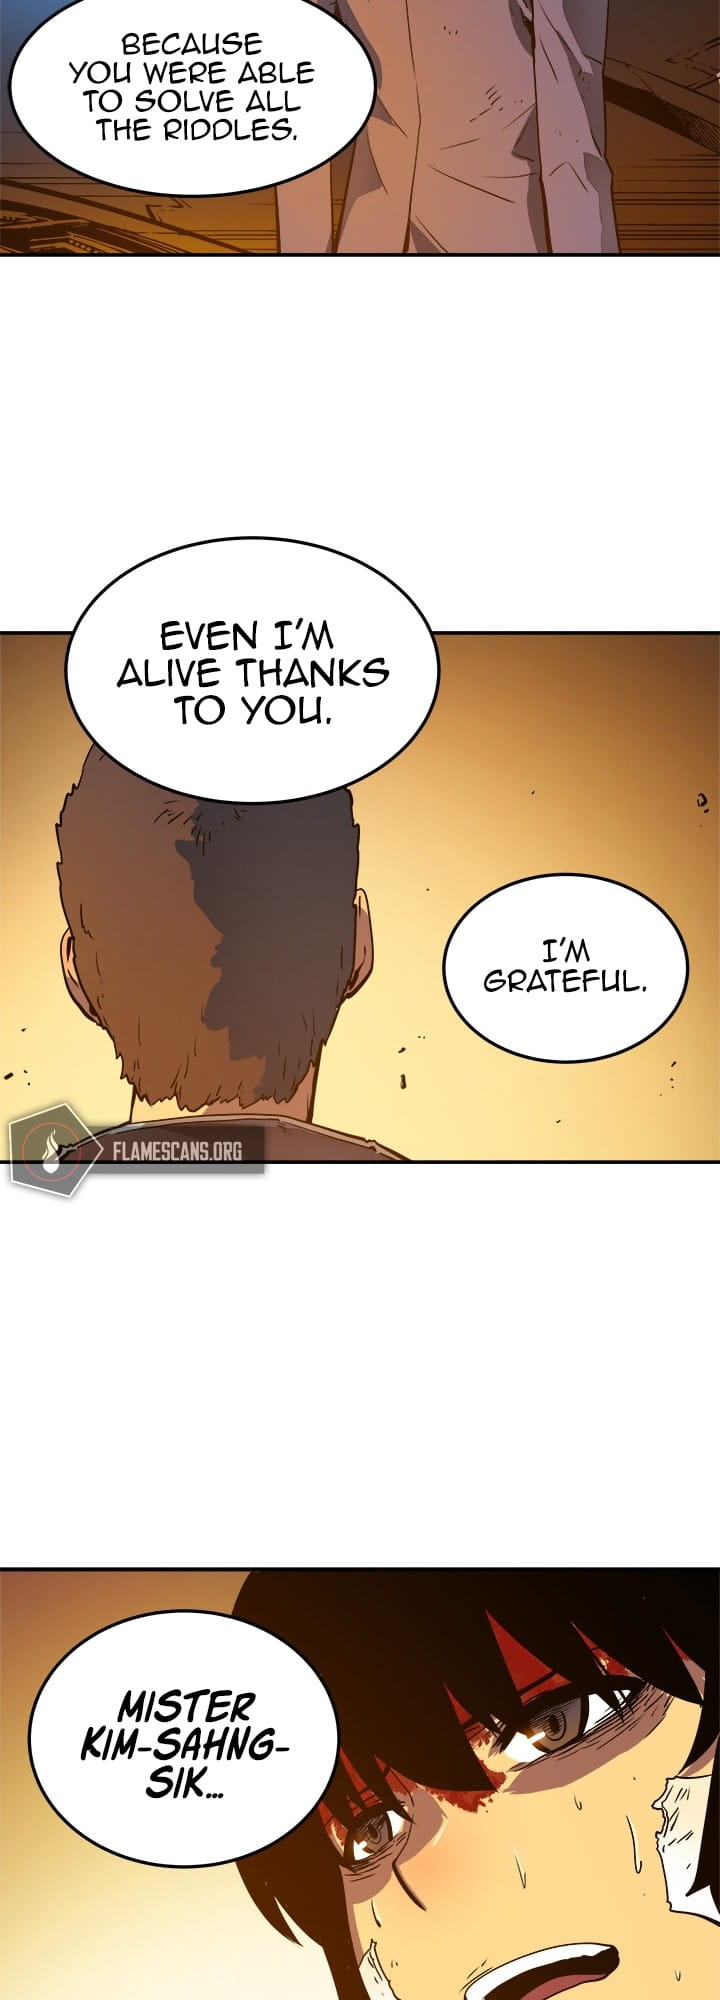 BECAUSE
YOU WERE ABLE
TO SOLVE ALL
THE RIDDLES.
EVEN I'M
ALIVE THANKS
TO YOU.
I'M
GRATEFUL.
FLAMESCANS.ORG
MISTER
KIM-SAHNG-
SIK...